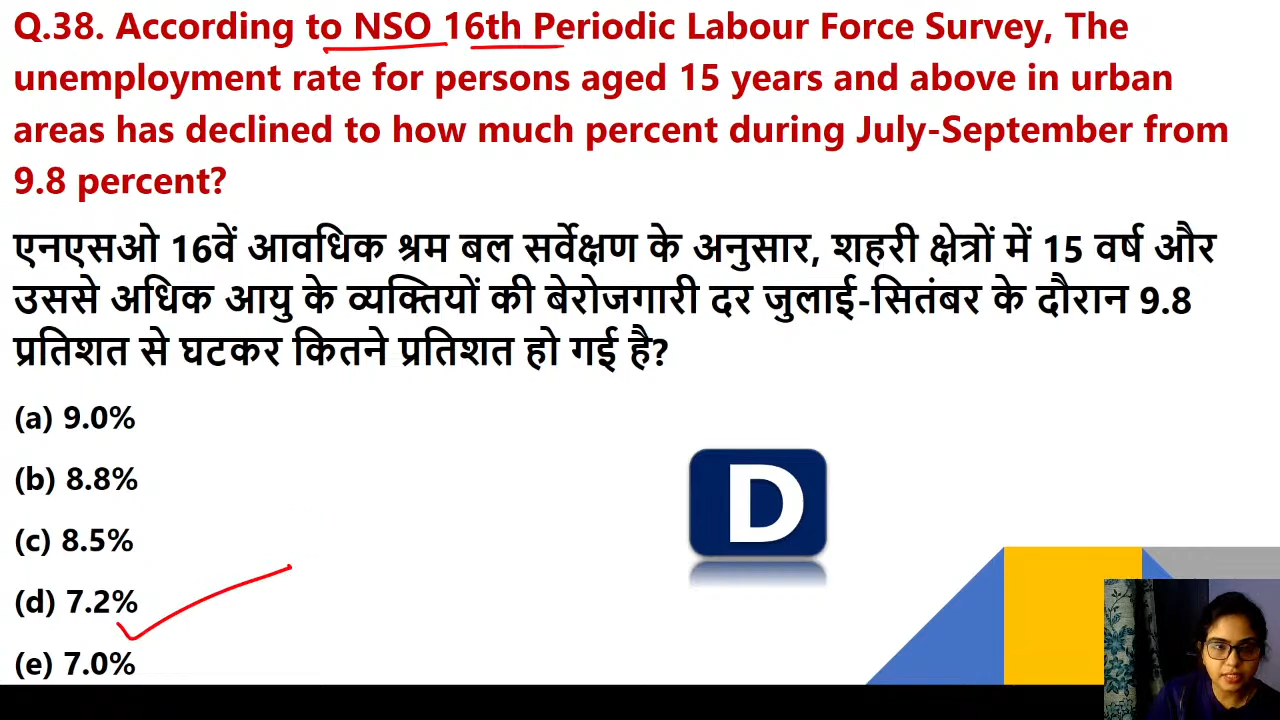 Q.38. According to NSO 16th Periodic Labour Force Survey, The
unemployment rate for persons aged 15 years and above in urban
areas has declined to how much percent during July-September from
9.8 percent?
एनएसओ 16वें आवधिक श्रम बल सर्वेक्षण के अनुसार, शहरी क्षेत्रों में 15 वर्ष और
उससे अधिक आयु के व्यक्तियों की बेरोजगारी दर जुलाई-सितंबर के दौरान 9.8
प्रतिशत से घटकर कितने प्रतिशत हो गई है?
(a) 9.0%
(b) 8.8%
(c) 8.5%
(d) 7.2%
(e) 7.0%
D